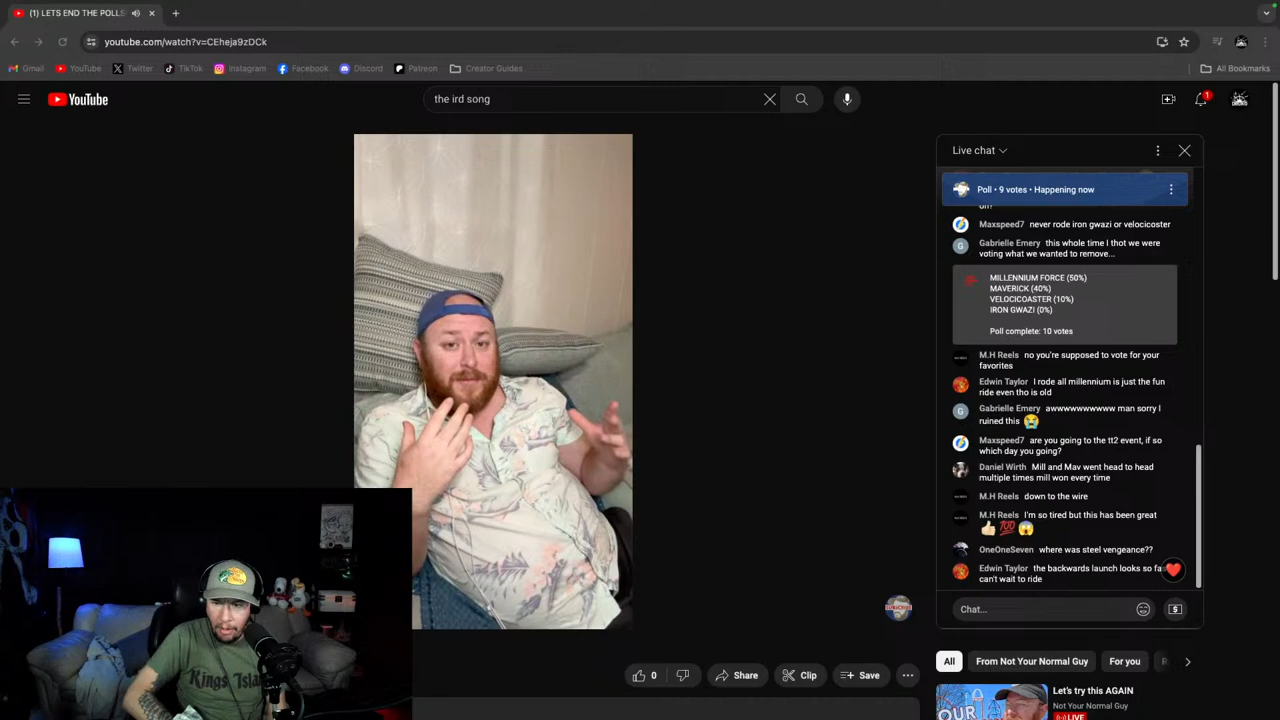 (1) LETS END THE POLLS
youtube.com/watch?v=CEheja9zDCk
Gmail
YouTube
Twitter
TikTok
Instagram
Facebook
Discord
Patreon
Creator Guides
All Bookmarks
YouTube
the ird song
1
Live chat
Poll • 9 votes • Happening now
Maxspeed7 never rode iron gwazi or velocicoster
Gabrielle Emery this whole time I thot we were
voting what we wanted to remove...
MILLENNIUM FORCE (50%)
MAVERICK (40%)
VELOCICOASTER (10%)
IRON GWAZI (0%)
Poll complete: 10 votes
M.H Reels no you're supposed to vote for your
favorites
Edwin Taylor I rode all millennium is just the fun
ride even tho is old
Gabrielle Emery awwwwwwwwww man sorry I
ruined this 😭
Maxspeed7 are you going to the tt2 event, if so
which day you going?
Daniel Wirth Mill and Mav went head to head
multiple times mill won every time
M.H Reels down to the wire
M.H Reels I'm so tired but this has been great
👍🏻 💯 😱
OneOneSeven where was steel vengeance??
Edwin Taylor the backwards launch looks so
can't wait to ride
Chat...
Kings Island
0
Share
Clip
Save
All
From Not Your Normal Guy
For you
Let's try this AGAIN
Not Your Normal Guy
LIVE
OUR